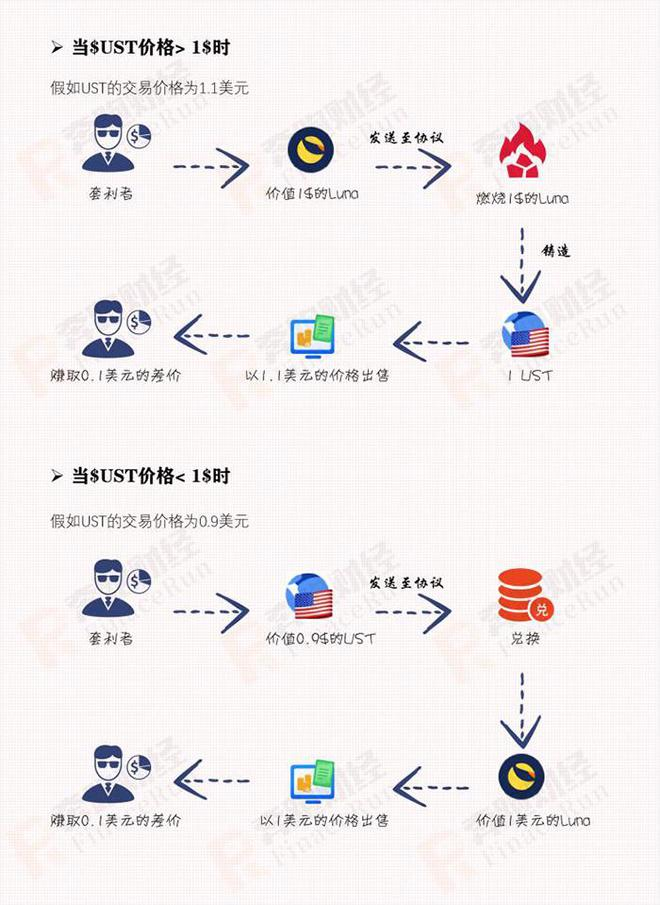 当$UST价格> 1$时
假如UST的交易价格为1.1美元
套利者
价值1$的Luna
发送至协议
燃烧1$的Luna
铸造
赚取0.1美元的差价
以1.1美元的价格出售
1 UST
当$UST价格< 1$时
假如UST的交易价格为0.9美元
套利者
价值0.9$的UST
发送至协议
兑
兑换
赚取0.1美元的差价
以1美元的价格出售
价值1美元的Luna